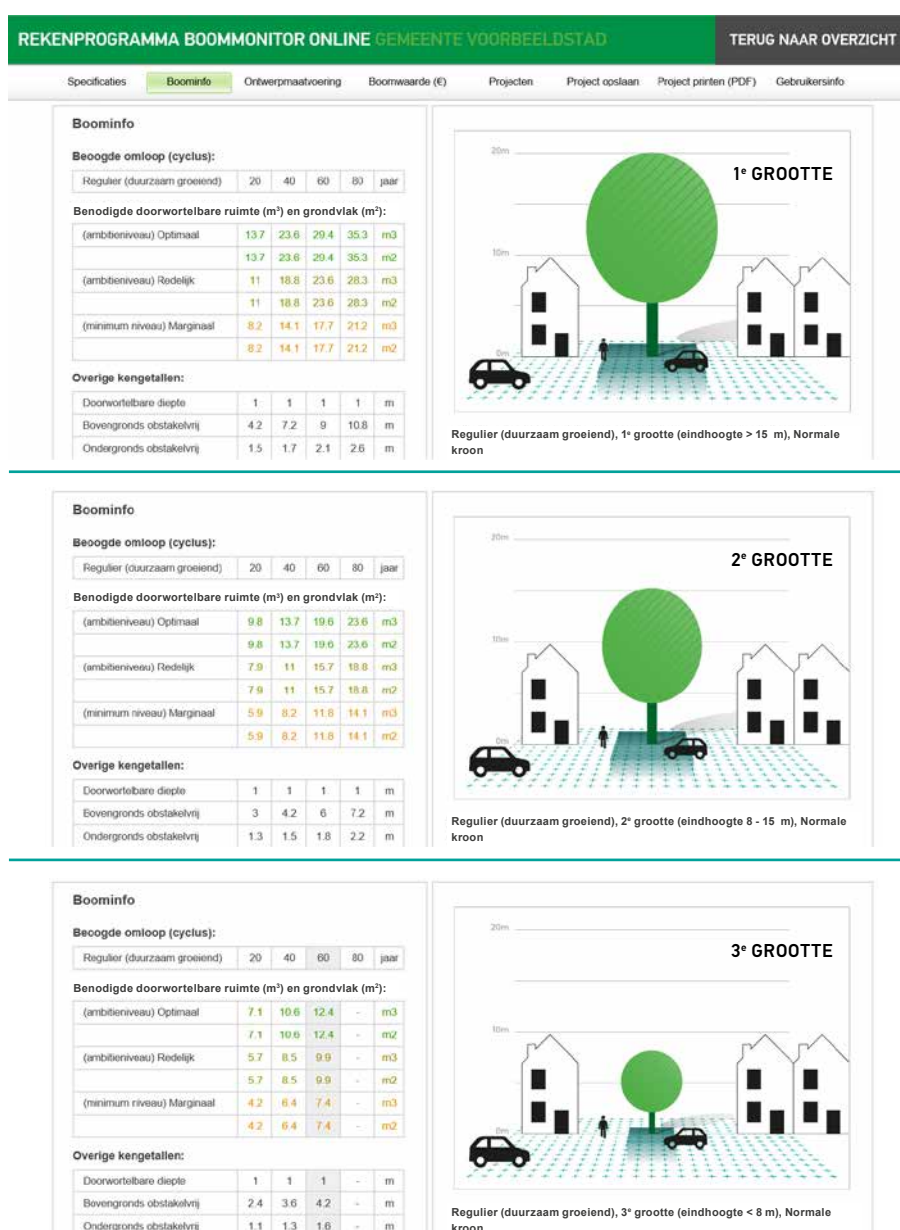 REKENPROGRAMMA BOOMMONITOR ONLINE GEMEENTE VOORBEELDSTAD
TERUG NAAR OVERZICHT
Specificaties Boominfo Ontwerpmaatvoering Boomwaarde (€) Projecten Project opslaan Project printen (PDF) Gebruikersinfo
Boominfo
Beoogde omloop (cyclus):
Regulier (duurzaam groeiend) 20 40 60 80 jaar
Benodigde doorwortelbare ruimte (m³) en grondvlak (m²):
(ambitieniveau) Optimaal 13.7 23.6 29.4 35.3 m3
13.7 23.6 29.4 35.3 m2
(ambitieniveau) Redelijk 11 18.8 23.6 28.3 m3
11 18.8 23.6 28.3 m2
(minimum niveau) Marginaal 8.2 14.1 17.7 21.2 m3
8.2 14.1 17.7 21.2 m2
Overige kengetallen:
Doorwortelbare diepte 1 1 1 1 m
Bovengronds obstakelvrij 4.2 7.2 9 10.8 m
Ondergronds obstakelvrij 1.5 1.7 2.1 2.6 m
20m
1e GROOTTE
10m
0m
Regulier (duurzaam groeiend), 1e grootte (eindhoogte > 15 m), Normale
kroon
Boominfo
Beoogde omloop (cyclus):
Regulier (duurzaam groeiend) 20 40 60 80 jaar
Benodigde doorwortelbare ruimte (m³) en grondvlak (m²):
(ambitieniveau) Optimaal 9.8 13.7 19.6 23.6 m3
9.8 13.7 19.6 23.6 m2
(ambitieniveau) Redelijk 7.9 11 15.7 18.8 m3
7.9 11 15.7 18.8 m2
(minimum niveau) Marginaal 5.9 8.2 11.8 14.1 m3
5.9 8.2 11.8 14.1 m2
Overige kengetallen:
Doorwortelbare diepte 1 1 1 1 m
Bovengronds obstakelvrij 3 4.2 6 7.2 m
Ondergronds obstakelvrij 1.3 1.5 1.8 2.2 m
20m
2e GROOTTE
10m
0m
Regulier (duurzaam groeiend), 2e grootte (eindhoogte 8 - 15 m), Normale
kroon
Boominfo
Beoogde omloop (cyclus):
Regulier (duurzaam groeiend) 20 40 60 80 jaar
Benodigde doorwortelbare ruimte (m³) en grondvlak (m²):
(ambitieniveau) Optimaal 7.1 10.6 12.4 - m3
7.1 10.6 12.4 - m2
(ambitieniveau) Redelijk 5.7 8.5 9.9 - m3
5.7 8.5 9.9 - m2
(minimum niveau) Marginaal 4.2 6.4 7.4 - m3
4.2 6.4 7.4 - m2
Overige kengetallen:
Doorwortelbare diepte 1 1 1 - m
Bovengronds obstakelvrij 2.4 3.6 4.2 - m
Ondergronds obstakelvrij 1.1 1.3 1.6 - m
20m
3e GROOTTE
10m
0m
Regulier (duurzaam groeiend), 3e grootte (eindhoogte < 8 m), Normale
kroon